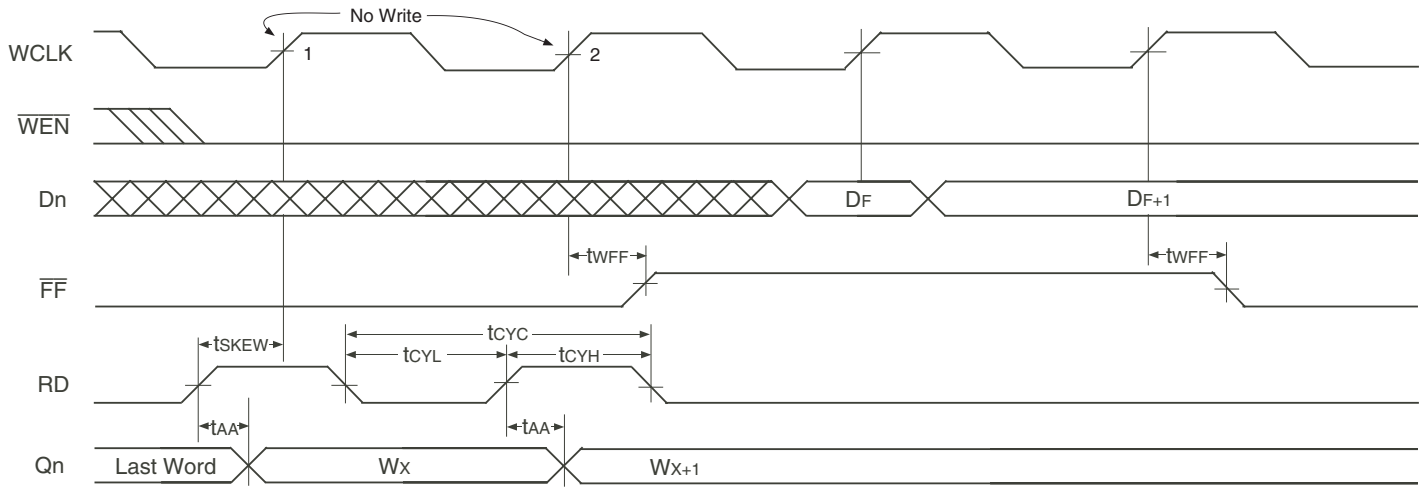 No Write
WCLK
1
2
WEN
Dn
DF
DF+1
tWFF
tWFF
FF
tCYC
tSKEW
tCYL
tCYH
RD
tAA
tAA
Qn
Last Word
WX
WX+1